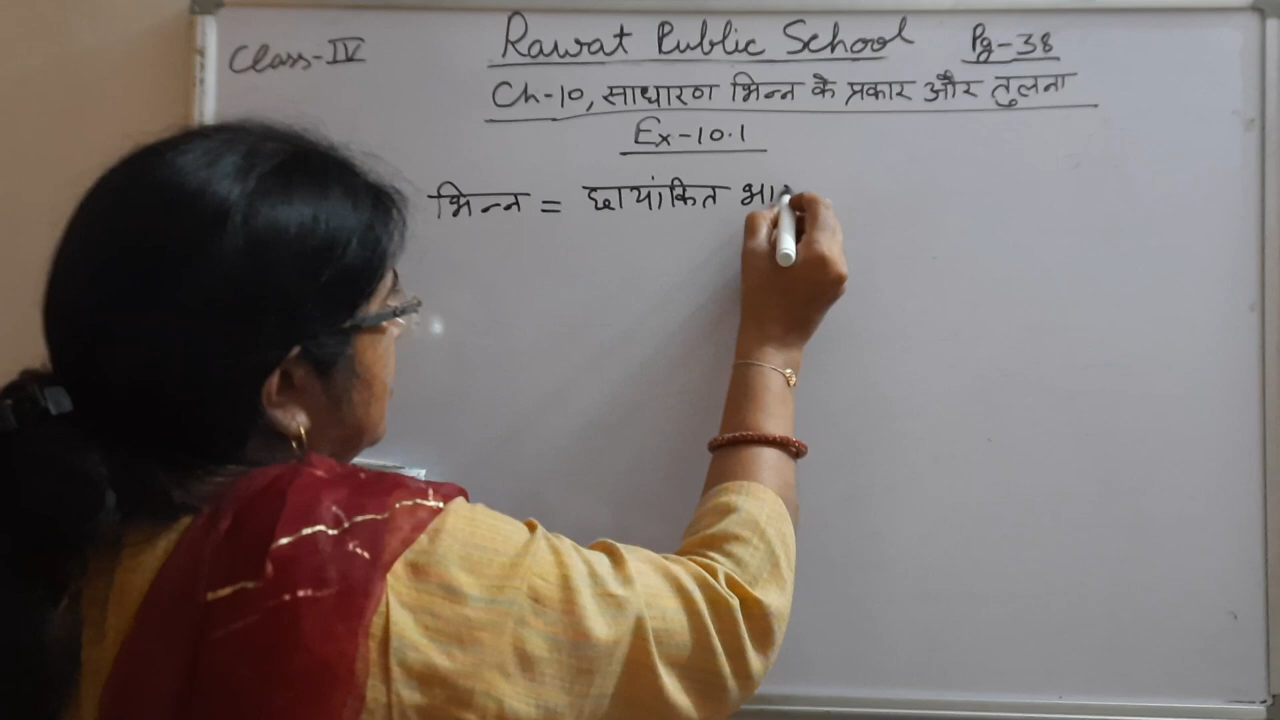 Class-IV
Rawat Public School
Pg-38
Ch-10, साधारण भिन्न के प्रकार और तुलना
Ex-10.1
भिन्न = छायांकित भा